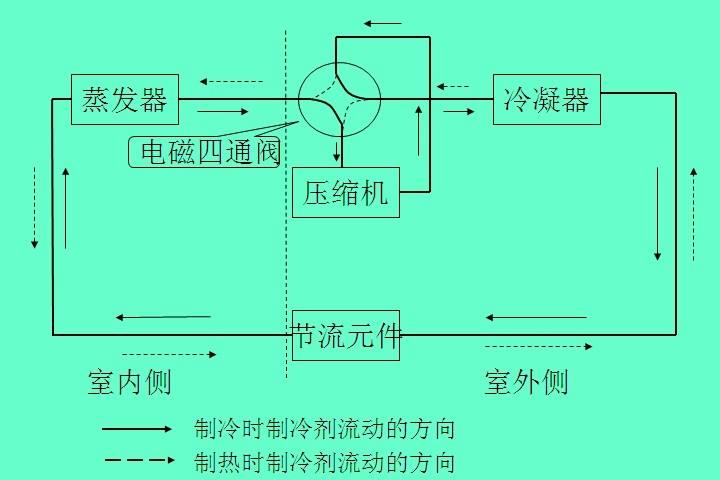 蒸发器
冷凝器
电磁四通阀
压缩机
节流元件
室内侧
室外侧
制冷时制冷剂流动的方向
制热时制冷剂流动的方向